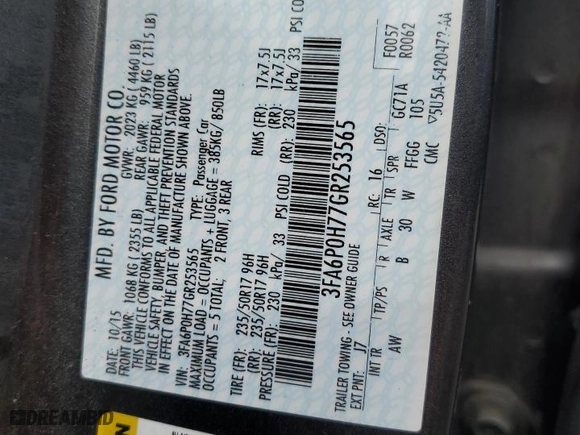 MFD. BY FORD MOTOR CO.
DATE: 10/15 GVWR: 2023 KG ( 4460 LB)
FRONT GAWR: 1068 KG ( 2355 LB) REAR GAWR: 959 KG ( 2115 LB)
VEHICLE CONFORMS TO ALL APPLICABLE FEDERAL MOTOR
VEHICLE SAFETY, BUMPER, AND THEFT PREVENTION STANDARDS
IN EFFECT ON THE DATE OF MANUFACTURE SHOWN ABOVE.
VIN: 3FA6P0H77GR253565 TYPE: Passenger Car
MAXIMUM LOAD = OCCUPANTS + LUGGAGE = 385KG/ 850LB
OCCUPANTS = 5 TOTAL: 2 FRONT, 3 REAR
TIRE (FR): 235/50R17 96H RIMS (FR): 17x7.5J
(RR): 235/50R17 96H (RR): 17x7.5J
PRESSURE (FR): 230 kPa/ 33 PSI COLD (RR): 230 kPa/ 33 PSI CO
3FA6P0H77GR253565
TRAILER TOWING - SEE OWNER GUIDE
EXT PNT: J7 RC: 16 DSO: F0057
R0062
INT TR TP/PS R AXLE TR SPR GC71A
AW B 30 W FFGG 105
CMC
DREAMBID